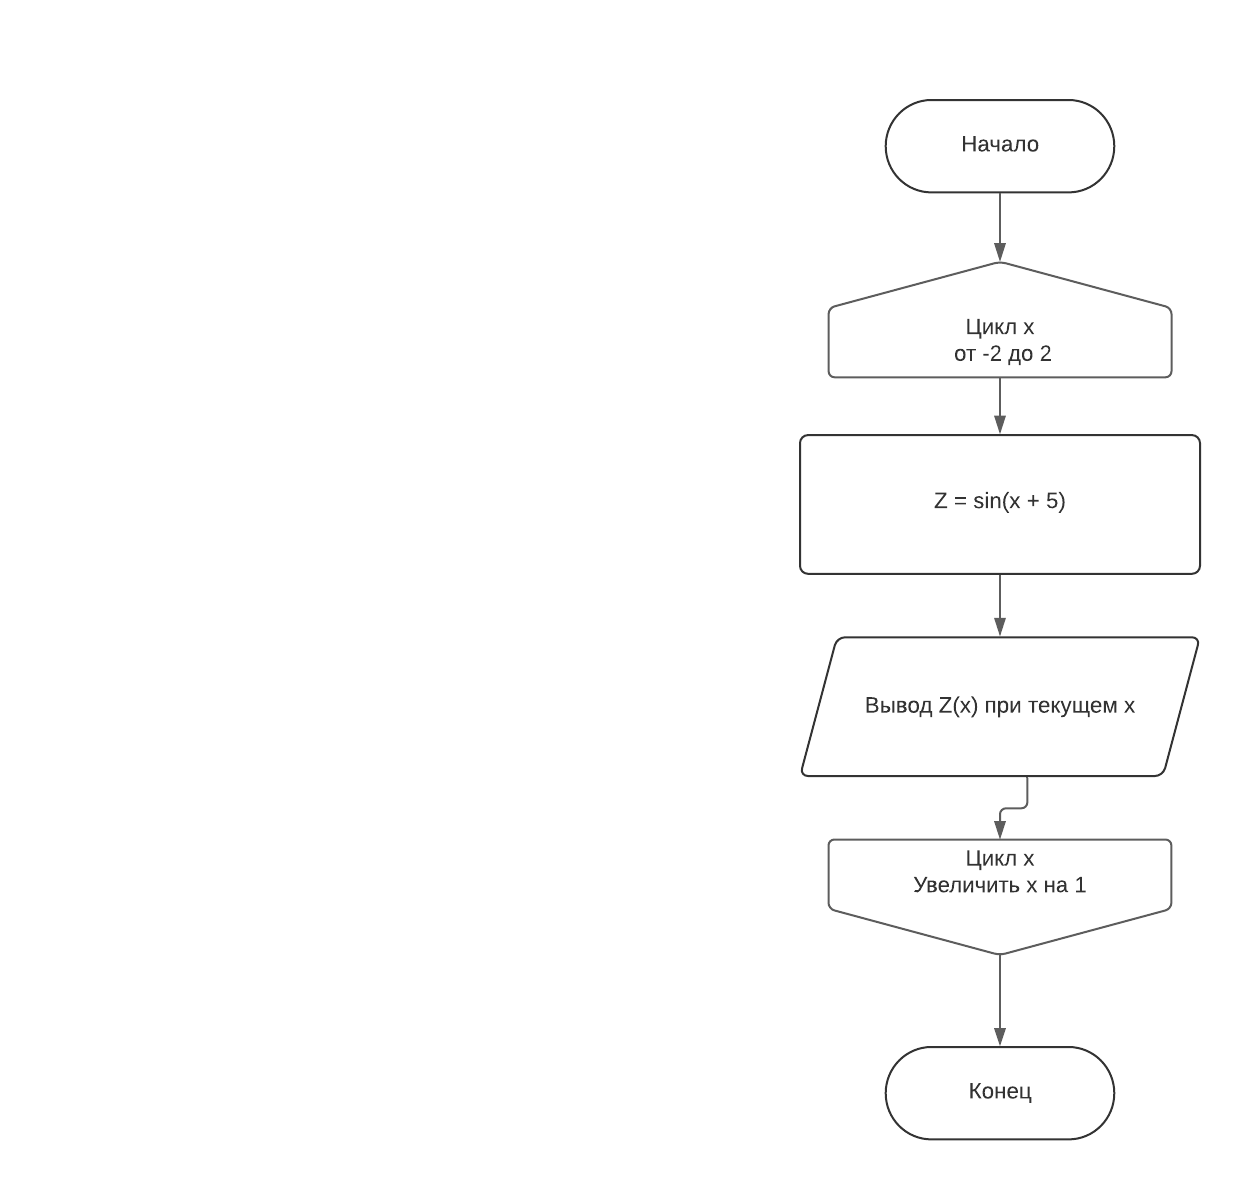 Начало
Цикл x
от -2 до 2
Z = sin(x + 5)
Вывод Z(x) при текущем x
Цикл x
Увеличить x на 1
Конец